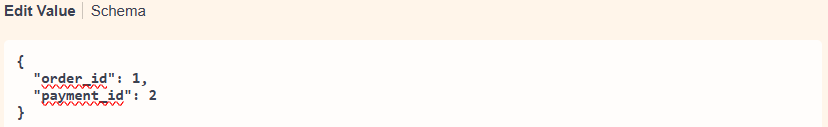 Edit Value Schema
{
  "order_id": 1,
  "payment_id": 2
}